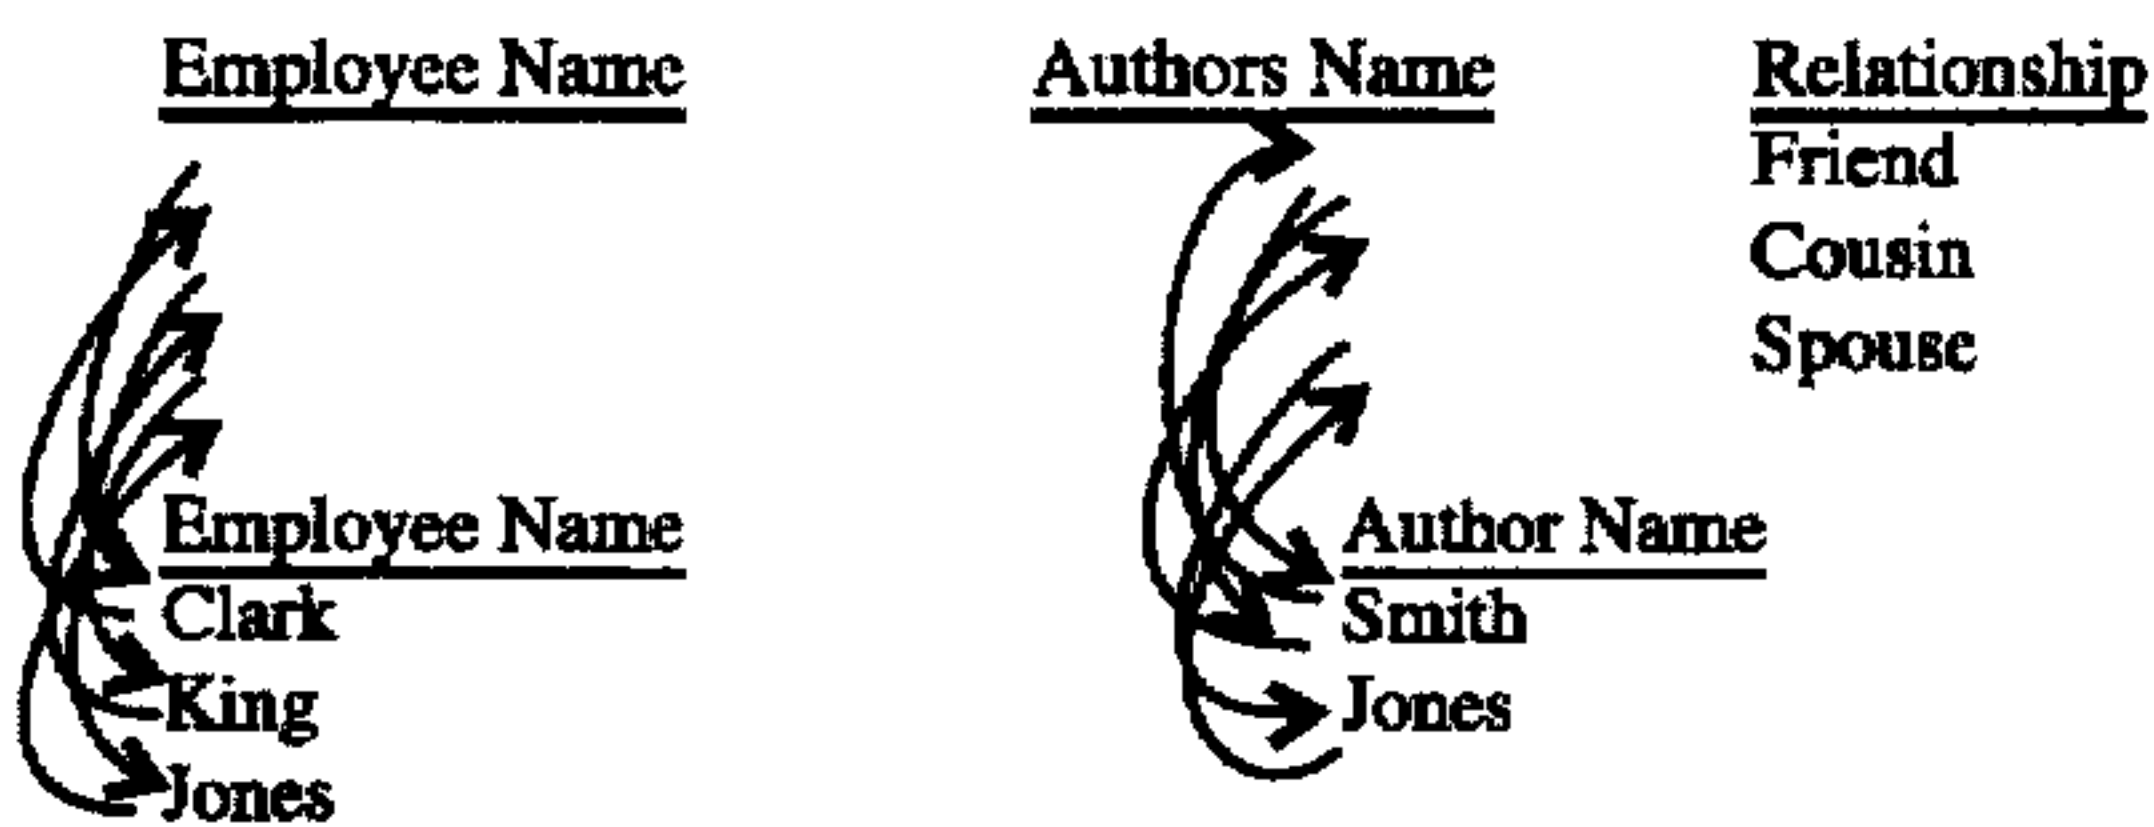 Employee Name Authors Name Relationship
Friend
Cousin
Spouse
Employee Name Author Name
Clark Smith
King Jones
Jones